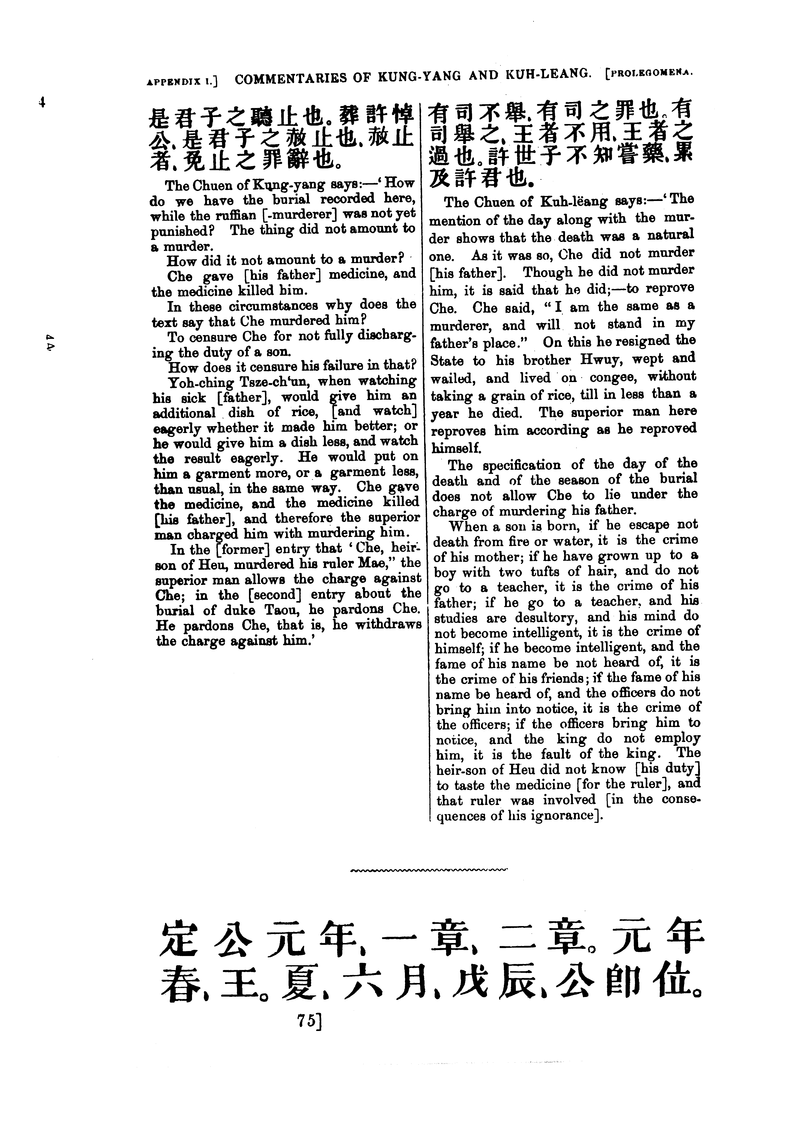 APPENDIX I.] COMMENTARIES OF KUNG-YANG AND KUH-LEANG. [PROLEGOMENA.
4
是君子之聽止也。葬許悼
公、是君子之赦止也、赦止
者、免止之罪辭也。
The Chuen of Kung-yang says:—‘How
do we have the burial recorded here,
while the ruffian [-murderer] was not yet
punished? The thing did not amount to
a murder.
How did it not amount to a murder?
Che gave [his father] medicine, and
the medicine killed him.
In these circumstances why does the
text say that Che murdered him?
To censure Che for not fully discharg-
ing the duty of a son.
How does it censure his failure in that?
Yoh-ching Tsze-ch‘un, when watching
his sick [father], would give him an
additional dish of rice, [and watch]
eagerly whether it made him better; or
he would give him a dish less, and watch
the result eagerly. He would put on
him a garment more, or a garment less,
than usual, in the same way. Che gave
the medicine, and the medicine killed
[his father], and therefore the superior
man charged him with murdering him.
In the [former] entry that ‘Che, heir-
son of Heu, murdered his ruler Mae,” the
superior man allows the charge against
Che; in the [second] entry about the
burial of duke Taou, he pardons Che.
He pardons Che, that is, he withdraws
the charge against him.’
有司不舉、有司之罪也。有
司舉之、王者不用、王者之
過也。許世子不知嘗藥、累
及許君也.
The Chuen of Kuh-lëang says:—‘The
mention of the day along with the mur-
der shows that the death was a natural
one. As it was so, Che did not murder
[his father]. Though he did not murder
him, it is said that he did;—to reprove
Che. Che said, “I am the same as a
murderer, and will not stand in my
father’s place.” On this he resigned the
State to his brother Hwuy, wept and
wailed, and lived on congee, without
taking a grain of rice, till in less than a
year he died. The superior man here
reproves him according as he reproved
himself.
The specification of the day of the
death and of the season of the burial
does not allow Che to lie under the
charge of murdering his father.
When a son is born, if he escape not
death from fire or water, it is the crime
of his mother; if he have grown up to a
boy with two tufts of hair, and do not
go to a teacher, it is the crime of his
father; if he go to a teacher, and his
studies are desultory, and his mind do
not become intelligent, it is the crime of
himself; if he become intelligent, and the
fame of his name be not heard of, it is
the crime of his friends; if the fame of his
name be heard of, and the officers do not
bring him into notice, it is the crime of
the officers; if the officers bring him to
notice, and the king do not employ
him, it is the fault of the king. The
heir-son of Heu did not know [his duty]
to taste the medicine [for the ruler], and
that ruler was involved [in the conse-
quences of his ignorance].
定公元年、一章、二章。元年
春、王。夏、六月、戊辰、公卽位。
75]